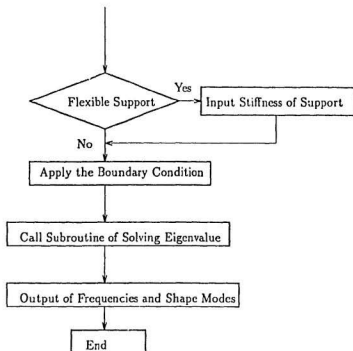 Yes
Flexible Support
Input Stiffness of Support
No
Apply the Boundary Condition
Call Subroutine of Solving Eigenvalue
Output of Frequencies and Shape Modes
End